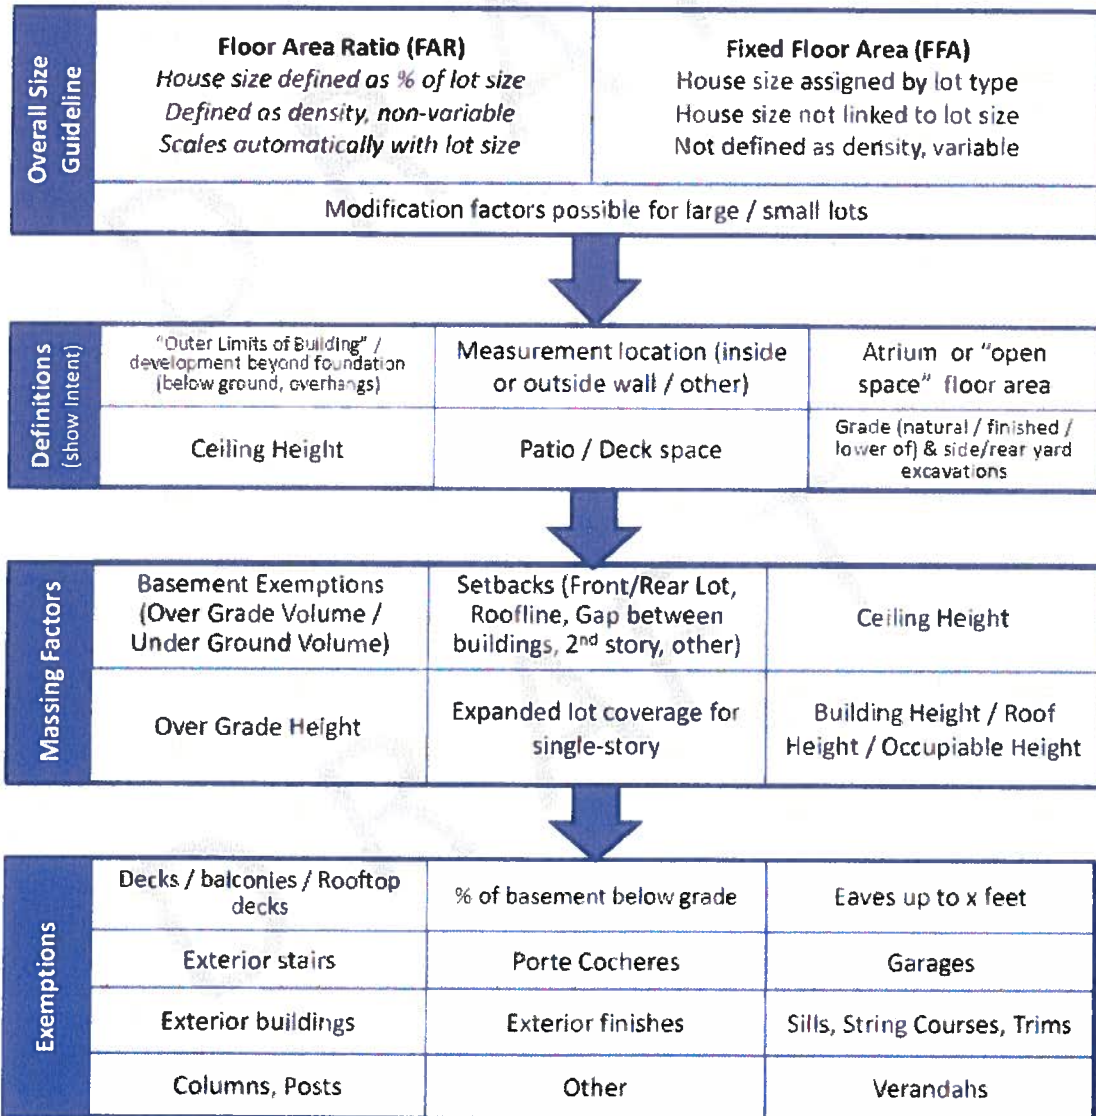 Overall Size
Guideline
Floor Area Ratio (FAR)
House size defined as % of lot size
Defined as density, non-variable
Scales automatically with lot size
Fixed Floor Area (FFA)
House size assigned by lot type
House size not linked to lot size
Not defined as density, variable
Modification factors possible for large / small lots
Definitions
(show Intent)
"Outer Limits of Building" /
development beyond foundation
(below ground, overhangs)
Measurement location (inside
or outside wall / other)
Atrium or "open
space" floor area
Ceiling Height
Patio / Deck space
Grade (natural / finished /
lower of) & side/rear yard
excavations
Massing Factors
Basement Exemptions
(Over Grade Volume /
Under Ground Volume)
Setbacks (Front/Rear Lot,
Roofline, Gap between
buildings, 2nd story, other)
Ceiling Height
Over Grade Height
Expanded lot coverage for
single-story
Building Height / Roof
Height / Occupiable Height
Exemptions
Decks / balconies / Rooftop
decks
% of basement below grade
Eaves up to x feet
Exterior stairs
Porte Cocheres
Garages
Exterior buildings
Exterior finishes
Sills, String Courses, Trims
Columns, Posts
Other
Verandahs